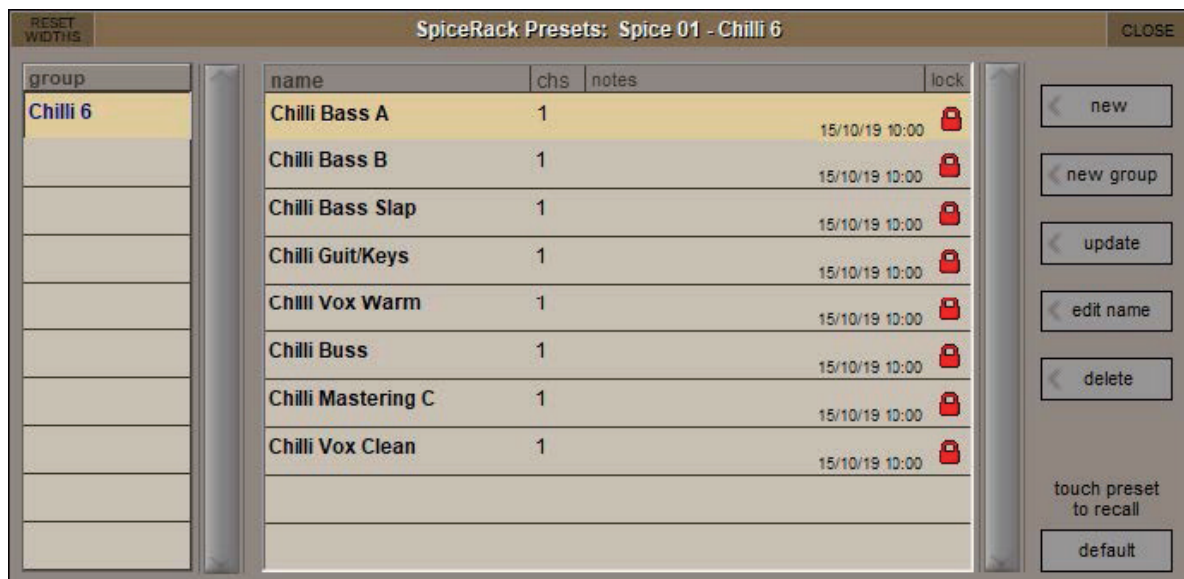 RESET
WIDTHS
SpiceRack Presets: Spice 01 - Chilli 6
CLOSE
group
Chilli 6
name chs notes lock
Chilli Bass A 1 15/10/19 10:00
Chilli Bass B 1 15/10/19 10:00
Chilli Bass Slap 1 15/10/19 10:00
Chilli Guit/Keys 1 15/10/19 10:00
Chilli Vox Warm 1 15/10/19 10:00
Chilli Buss 1 15/10/19 10:00
Chilli Mastering C 1 15/10/19 10:00
Chilli Vox Clean 1 15/10/19 10:00
new
new group
update
edit name
delete
touch preset
to recall
default